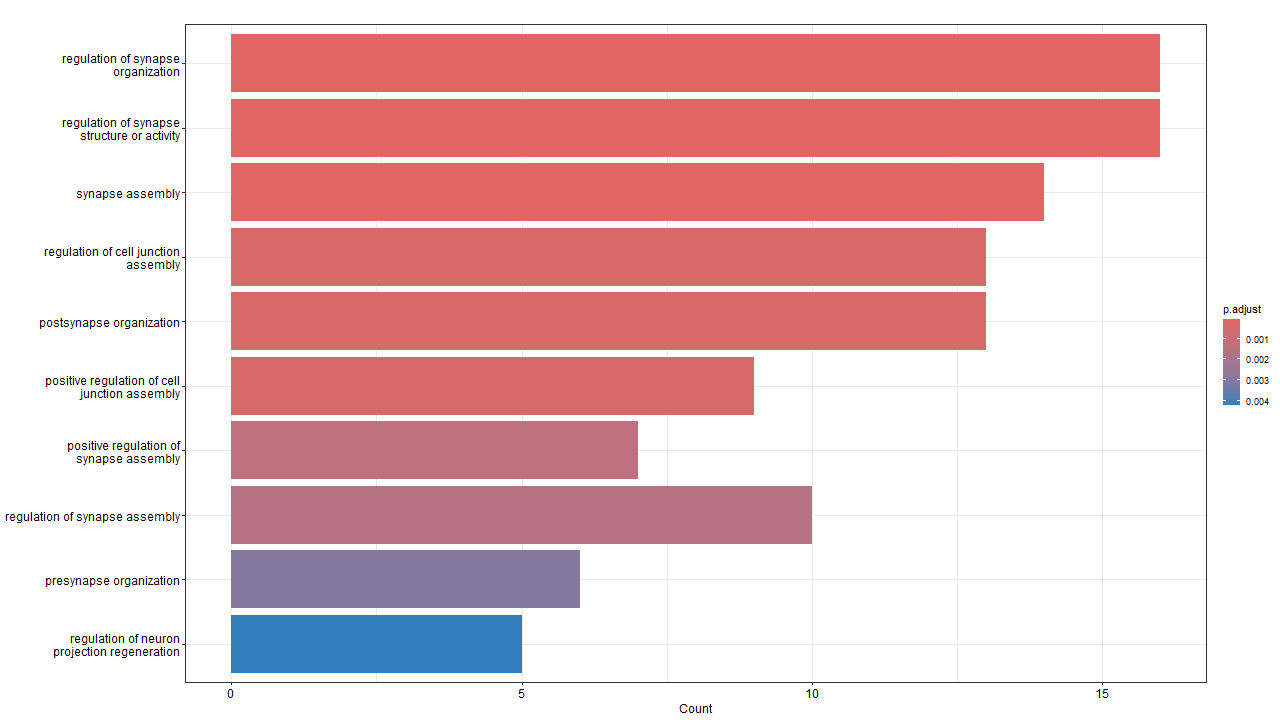 regulation of synapse
organization
regulation of synapse
structure or activity
synapse assembly
regulation of cell junction
assembly
postsynapse organization
positive regulation of cell
junction assembly
positive regulation of
synapse assembly
regulation of synapse assembly
presynapse organization
regulation of neuron
projection regeneration
0
5
10
15
Count
p.adjust
0.001
0.002
0.003
0.004